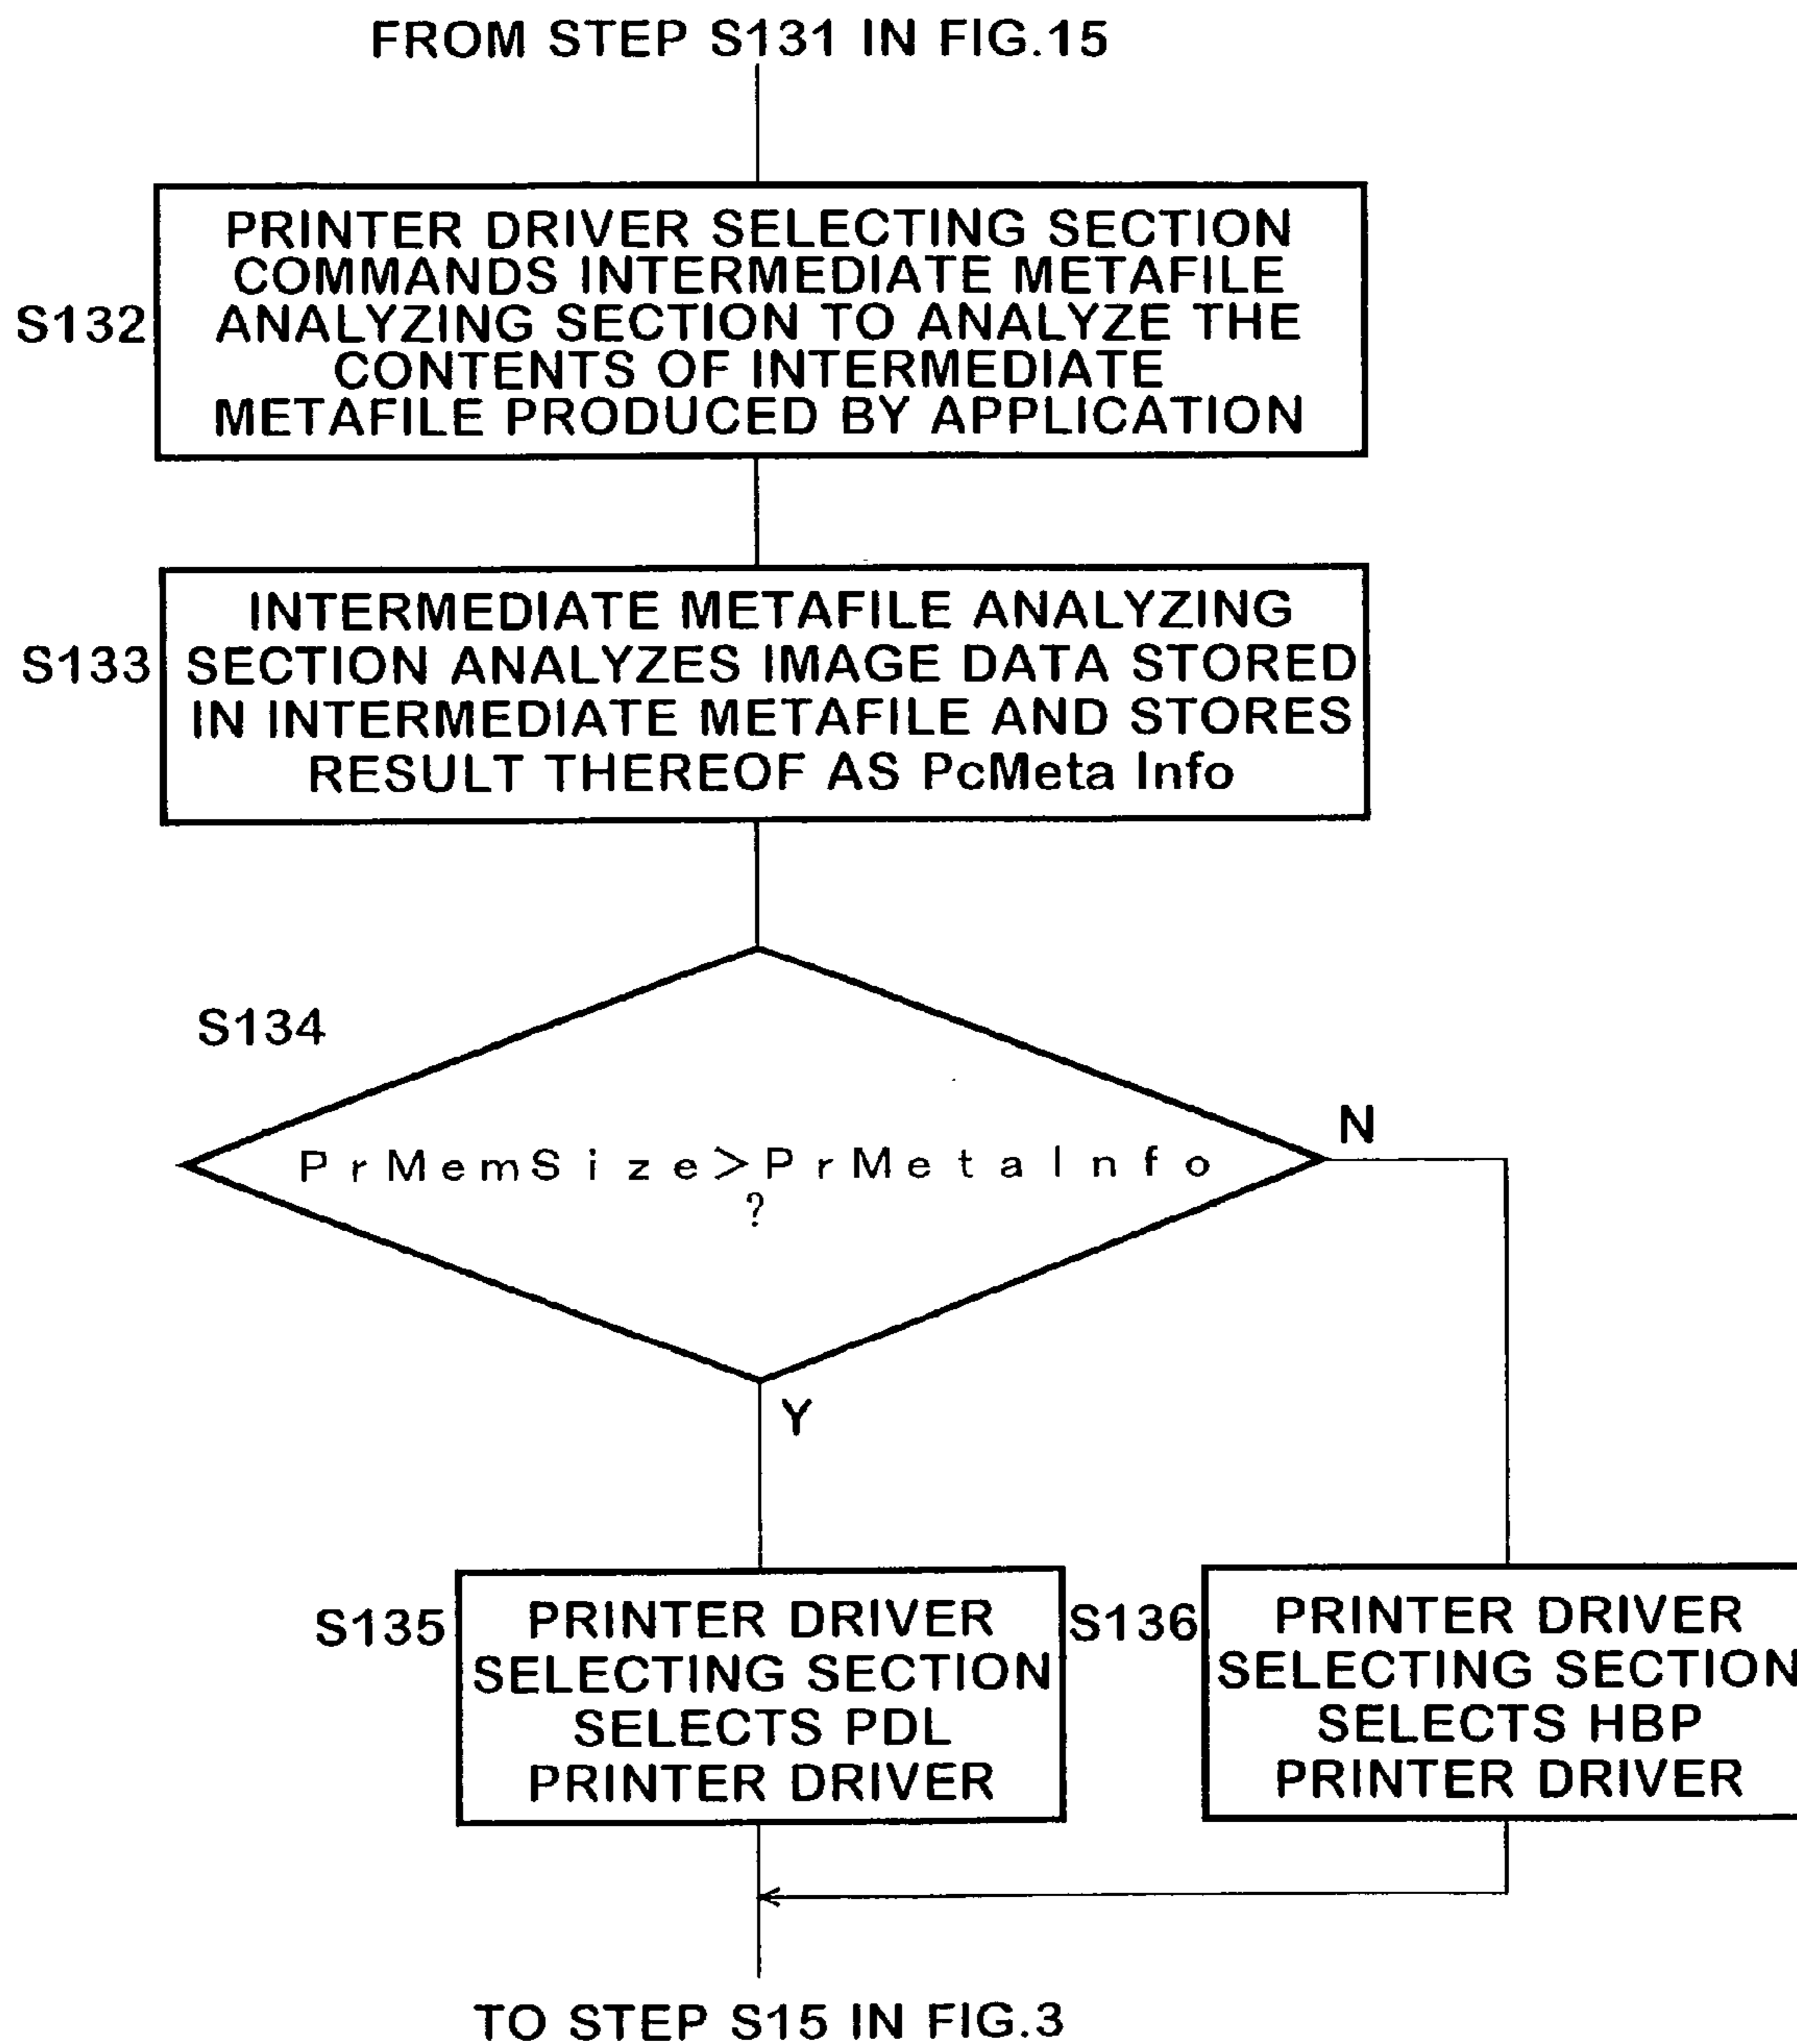 FROM STEP S131 IN FIG.15
S132
PRINTER DRIVER SELECTING SECTION
COMMANDS INTERMEDIATE METAFILE
ANALYZING SECTION TO ANALYZE THE
CONTENTS OF INTERMEDIATE
METAFILE PRODUCED BY APPLICATION
S133
INTERMEDIATE METAFILE ANALYZING
SECTION ANALYZES IMAGE DATA STORED
IN INTERMEDIATE METAFILE AND STORES
RESULT THEREOF AS PcMeta Info
S134
PrMemSize>PrMetaInfo
?
N
Y
S135
PRINTER DRIVER
SELECTING SECTION
SELECTS PDL
PRINTER DRIVER
S136
PRINTER DRIVER
SELECTING SECTION
SELECTS HBP
PRINTER DRIVER
TO STEP S15 IN FIG.3